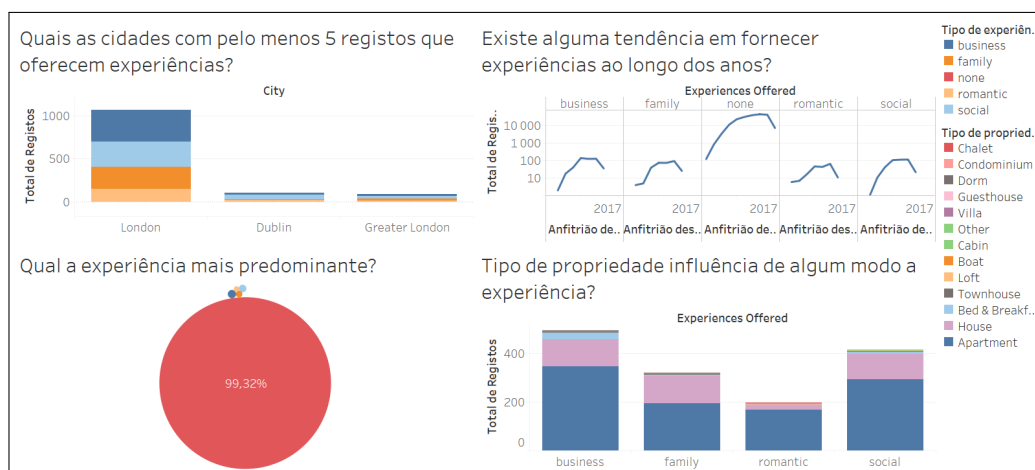 Quais as cidades com pelo menos 5 registos que
oferecem experiências?
City
Total de Registos
1000
500
0
London
Dublin
Greater London
Existe alguma tendência em fornecer
experiências ao longo dos anos?
Experiences Offered
business
family
none
romantic
social
Total de Regis..
10 000
1 000
100
10
2017
2017
2017
2017
2017
Anfitrião de..
Anfitrião des..
Anfitrião de..
Anfitrião des..
Anfitrião de..
Tipo de experiên..
business
family
none
romantic
social
Tipo de propried..
Chalet
Condominium
Dorm
Guesthouse
Villa
Other
Cabin
Boat
Loft
Townhouse
Bed & Breakf..
House
Apartment
Qual a experiência mais predominante?
99,32%
Tipo de propriedade influência de algum modo a
experiência?
Experiences Offered
Total de Registos
400
200
0
business
family
romantic
social